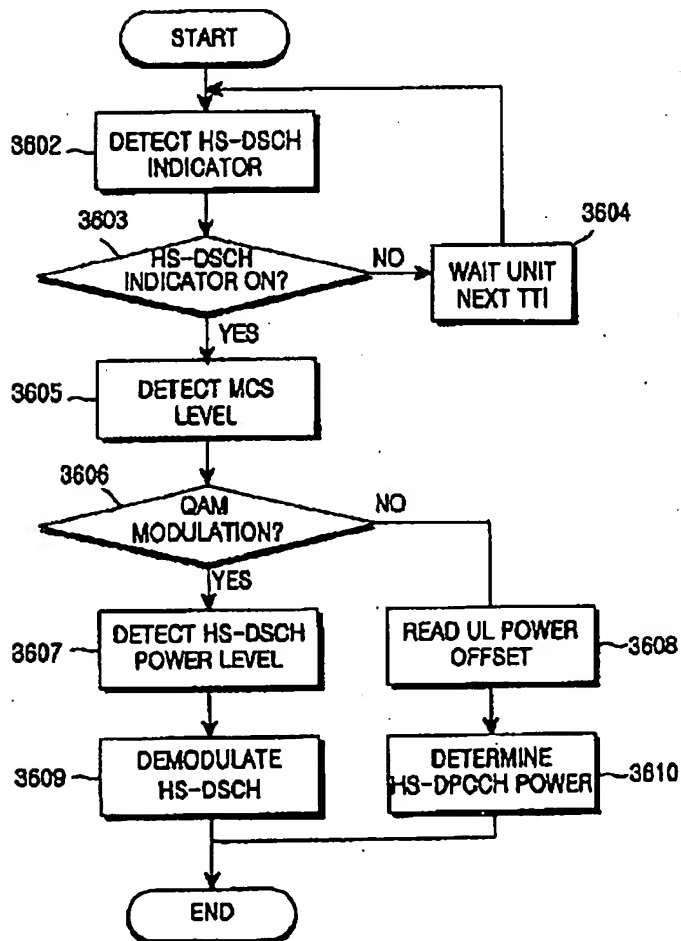 START
3602
DETECT HS-DSCH
INDICATOR
3603
HS-DSCH
INDICATOR ON?
NO
3604
WAIT UNIT
NEXT TTI
YES
3605
DETECT MCS
LEVEL
3606
QAM
MODULATION?
NO
YES
3607
DETECT HS-DSCH
POWER LEVEL
READ UL POWER
OFFSET
3608
3609
DEMODULATE
HS-DSCH
DETERMINE
HS-DPCCH POWER
3610
END